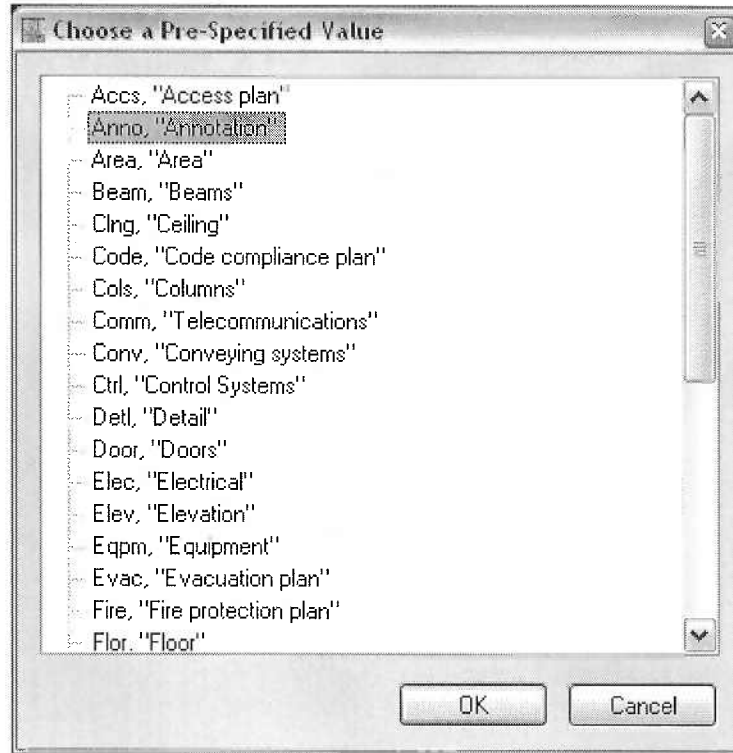 Choose a Pre-Specified Value
Accs, "Access plan"
Anno, "Annotation"
Area, "Area"
Beam, "Beams"
Clng, "Ceiling"
Code, "Code compliance plan"
Cols, "Columns"
Comm, "Telecommunications"
Conv, "Conveying systems"
Ctrl, "Control Systems"
Detl, "Detail"
Door, "Doors"
Elec, "Electrical"
Elev, "Elevation"
Eqpm, "Equipment"
Evac, "Evacuation plan"
Fire, "Fire protection plan"
Flor, "Floor"
OK Cancel